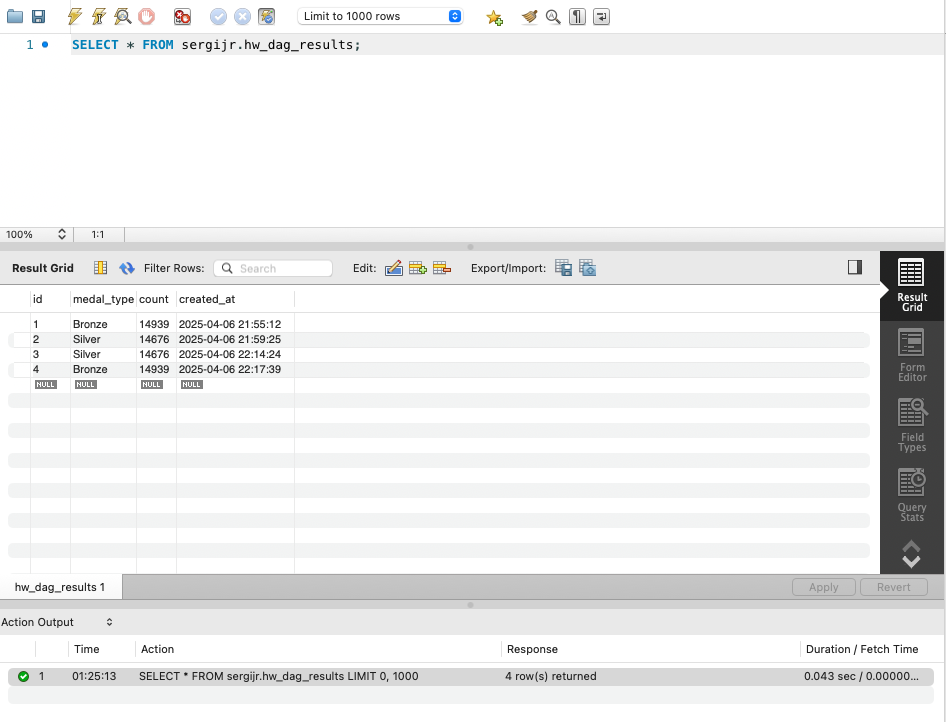 Limit to 1000 rows
1 SELECT * FROM sergijr.hw_dag_results;
100% 1:1
Result Grid Filter Rows: Search Edit: Export/Import:
id medal_type count created_at
1 Bronze 14939 2025-04-06 21:55:12
2 Silver 14676 2025-04-06 21:59:25
3 Silver 14676 2025-04-06 22:14:24
4 Bronze 14939 2025-04-06 22:17:39
NULL NULL NULL NULL
Result
Grid
Form
Editor
Field
Types
Query
Stats
hw_dag_results 1 Apply Revert
Action Output
Time Action Response Duration / Fetch Time
1 01:25:13 SELECT * FROM sergijr.hw_dag_results LIMIT 0, 1000 4 row(s) returned 0.043 sec / 0.00000...